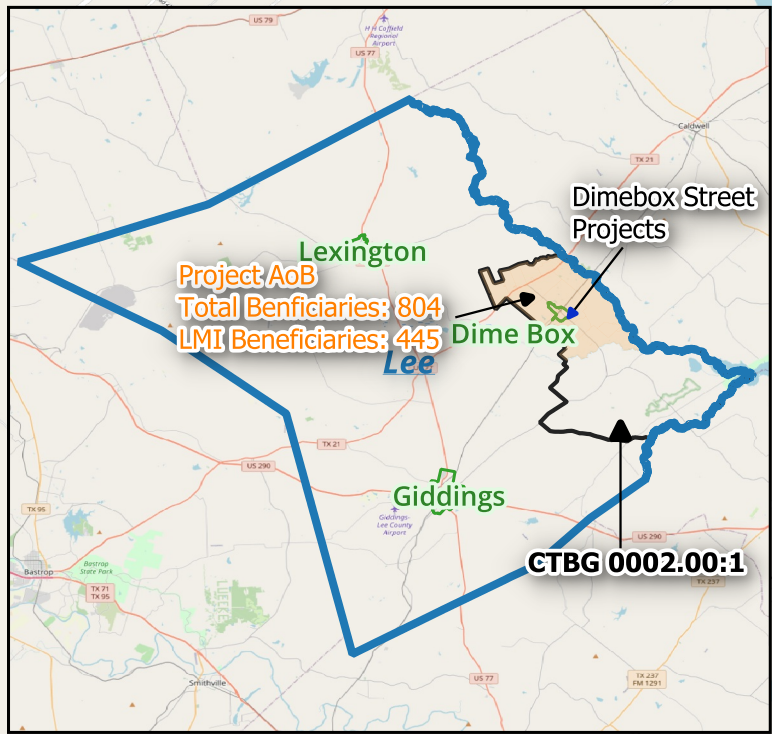 US 79
H H Coffield
Regional
Airport
US 77
Caldwell
TX 21
Dimebox Street
Projects
Lexington
Project AoB
Total Benficiaries: 804
LMI Beneficiaries: 445
Dime Box
Lee
TX 21
US 290
Giddings
TX 95
Giddings-
Lee County
Airport
US 290
CTBG 0002.00:1
Bastrop
State Park
Bastrop
TX 71
TX 95
TX 237
LUECKE
Smithville
US 77
TX 237
FM 1291